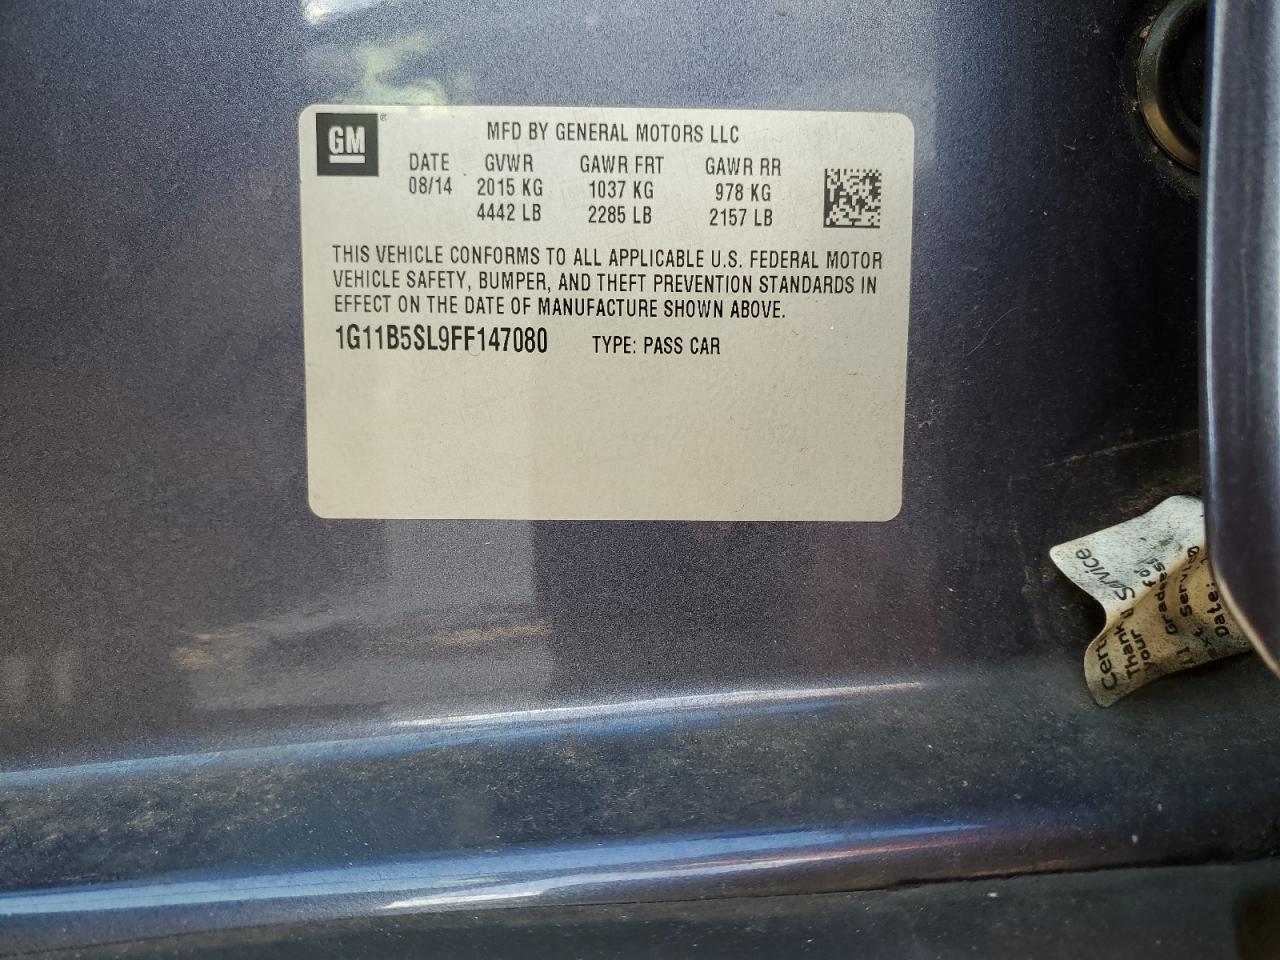 GM
®
MFD BY GENERAL MOTORS LLC
DATE GVWR GAWR FRT GAWR RR
08/14 2015 KG 1037 KG 978 KG
4442 LB 2285 LB 2157 LB
THIS VEHICLE CONFORMS TO ALL APPLICABLE U.S. FEDERAL MOTOR
VEHICLE SAFETY, BUMPER, AND THEFT PREVENTION STANDARDS IN
EFFECT ON THE DATE OF MANUFACTURE SHOWN ABOVE.
1G11B5SL9FF147080 TYPE: PASS CAR
Service
Thank
your
Date: